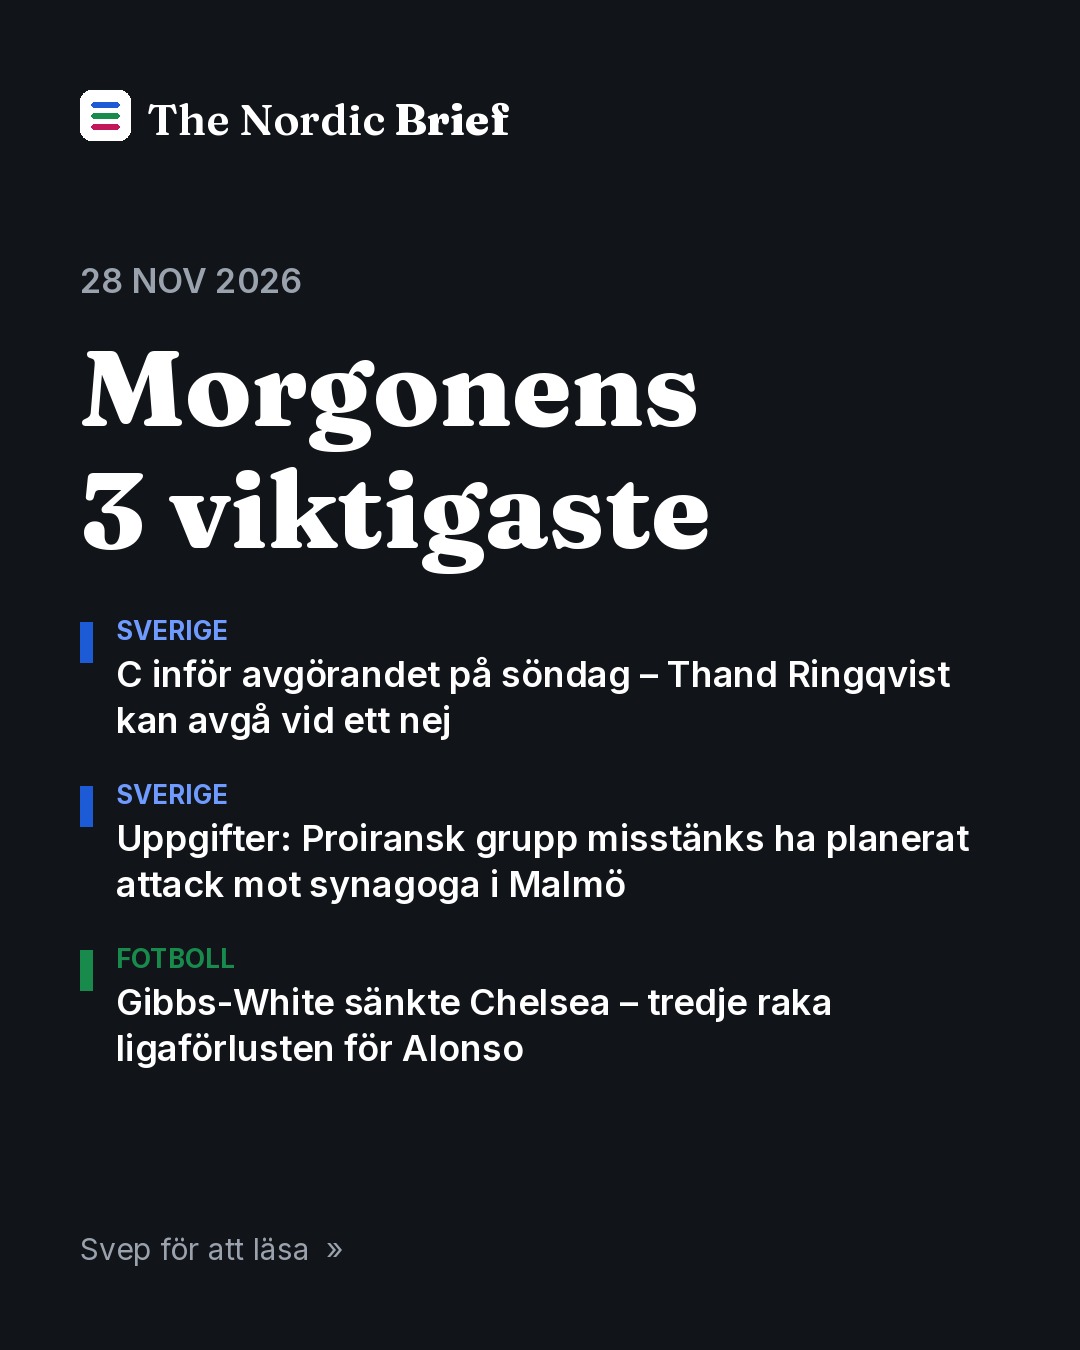 The Nordic Brief
28 NOV 2026
Morgonens
3 viktigaste
SVERIGE
C inför avgörandet på söndag – Thand Ringqvist
kan avgå vid ett nej
SVERIGE
Uppgifter: Proiransk grupp misstänks ha planerat
attack mot synagoga i Malmö
FOTBOLL
Gibbs-White sänkte Chelsea – tredje raka
ligaförlusten för Alonso
Svep för att läsa »